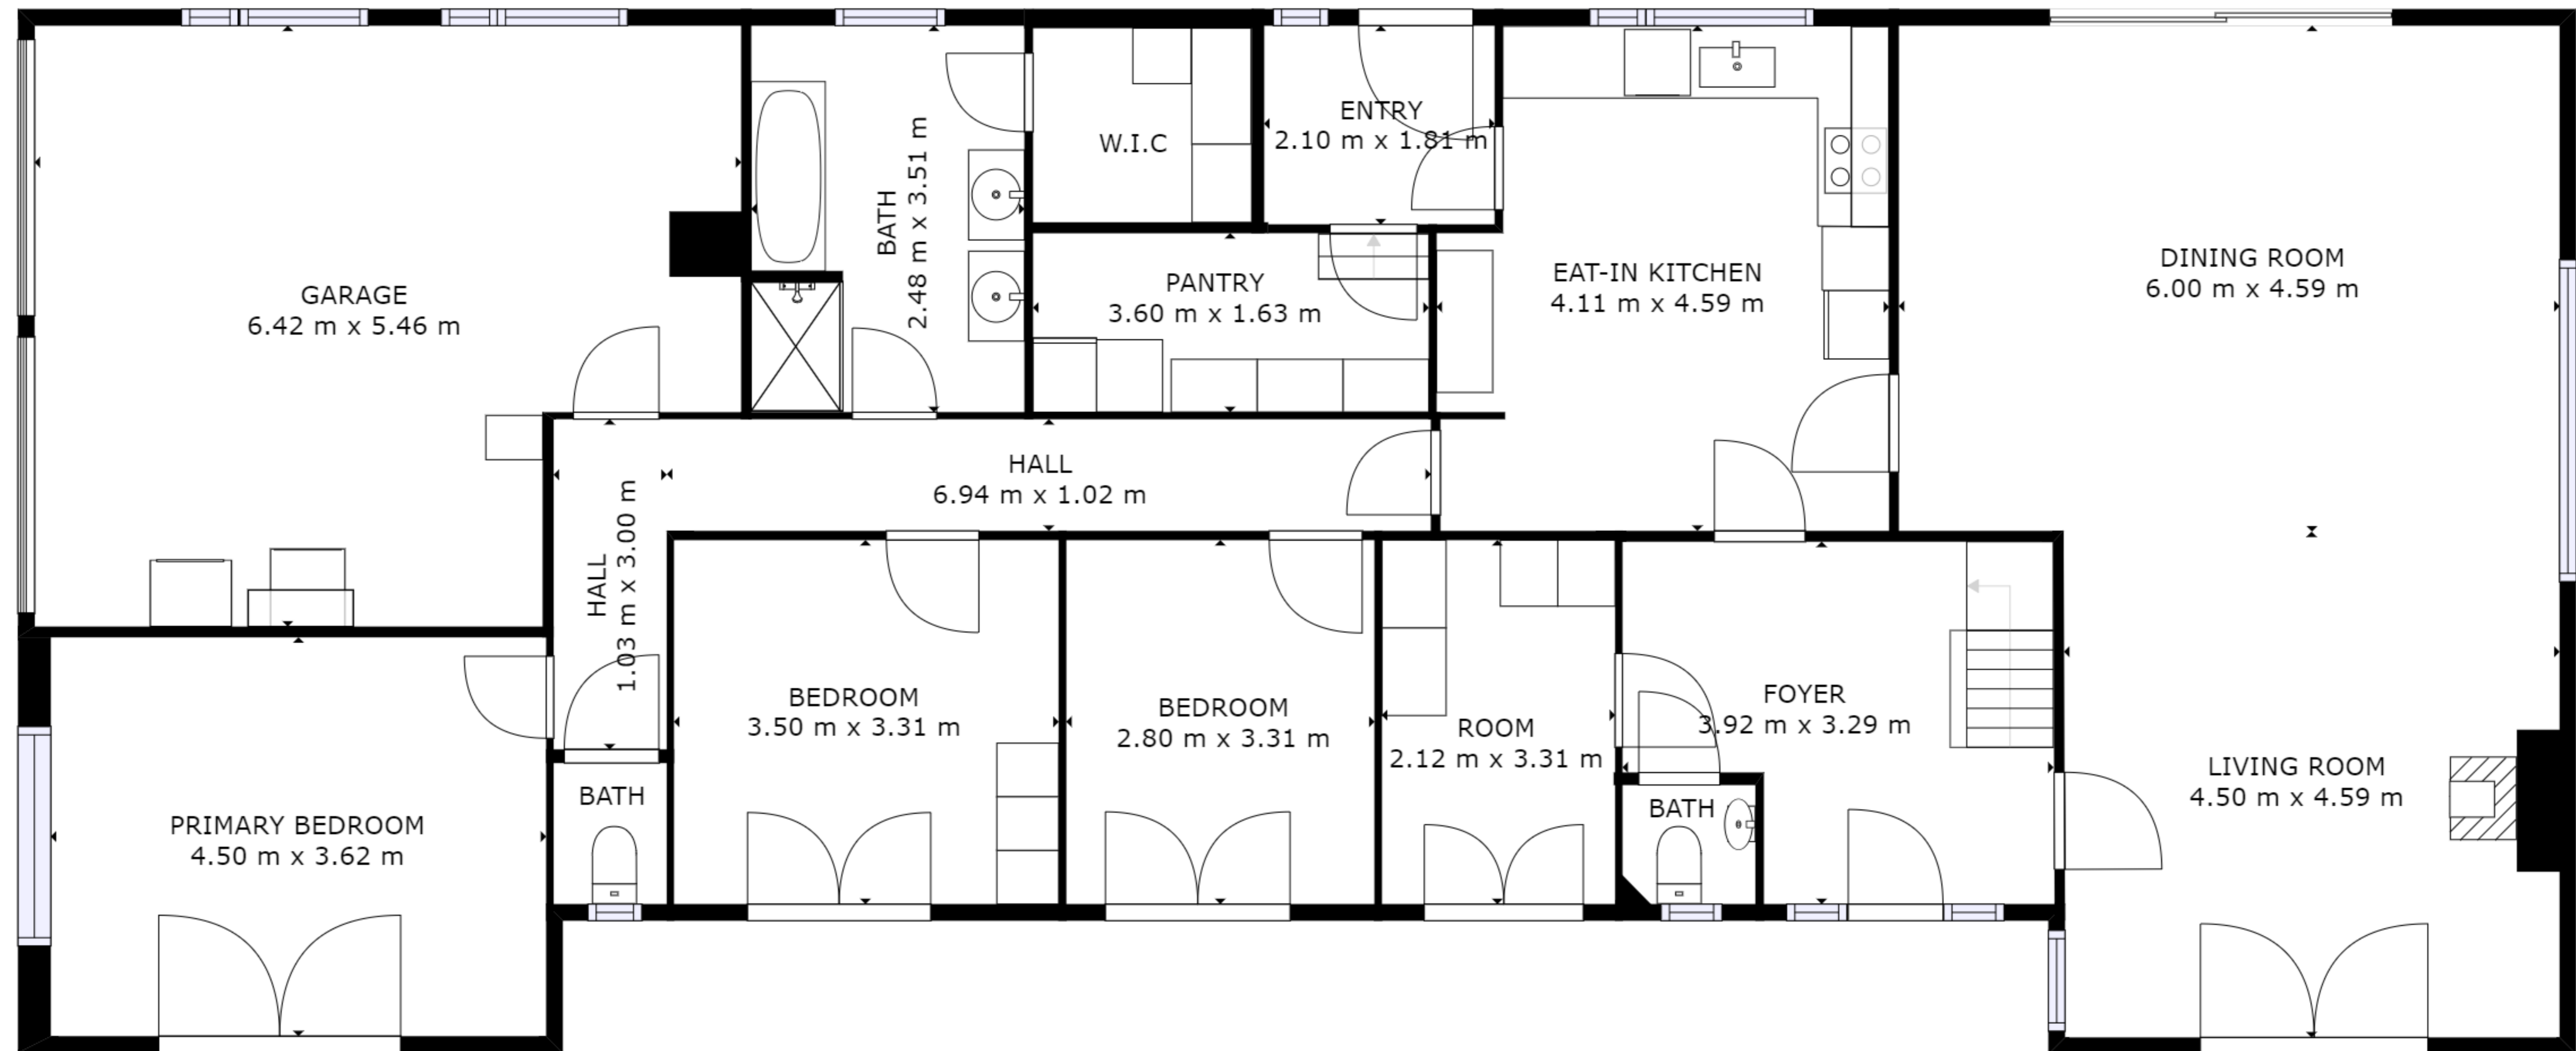 GARAGE
6.42 m x 5.46 m
BATH
2.48 m x 3.51 m
W.I.C
ENTRY
2.10 m x 1.81 m
PANTRY
3.60 m x 1.63 m
EAT-IN KITCHEN
4.11 m x 4.59 m
DINING ROOM
6.00 m x 4.59 m
HALL
6.94 m x 1.02 m
HALL
1.03 m x 3.00 m
PRIMARY BEDROOM
4.50 m x 3.62 m
BATH
BEDROOM
3.50 m x 3.31 m
BEDROOM
2.80 m x 3.31 m
ROOM
2.12 m x 3.31 m
FOYER
3.92 m x 3.29 m
BATH
LIVING ROOM
4.50 m x 4.59 m